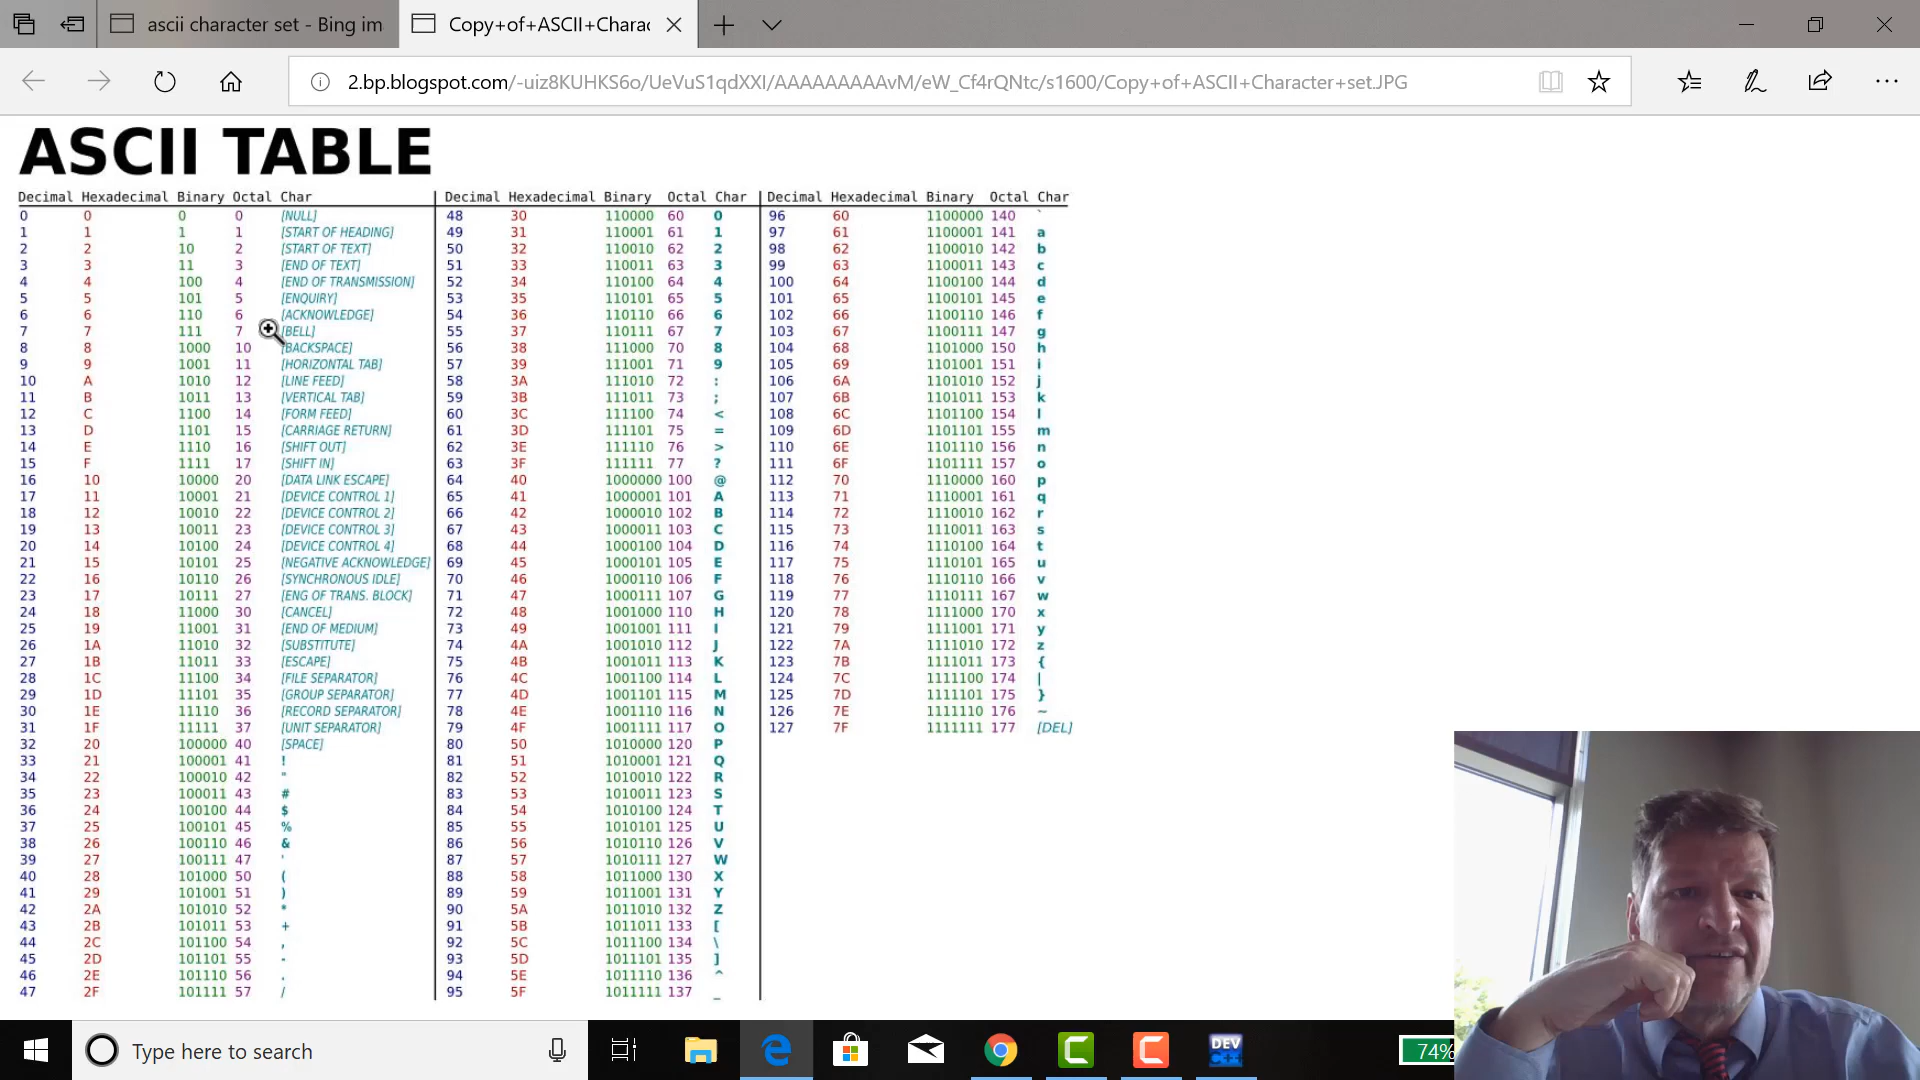 ascii character set - Bing im
Copy+of+ASCII+Charac
2.bp.blogspot.com/-uiz8KUHKS6o/UeVuS1qdXXI/AAAAAAAAAvM/eW_Cf4rQNtc/s1600/Copy+of+ASCII+Character+set.JPG
ASCII TABLE
Decimal Hexadecimal Binary Octal Char Decimal Hexadecimal Binary Octal Char Decimal Hexadecimal Binary Octal Char
0 0 0 0 [NULL] 48 30 110000 60 0 96 60 1100000 140 `
1 1 1 1 [START OF HEADING] 49 31 110001 61 1 97 61 1100001 141 a
2 2 10 2 [START OF TEXT] 50 32 110010 62 2 98 62 1100010 142 b
3 3 11 3 [END OF TEXT] 51 33 110011 63 3 99 63 1100011 143 c
4 4 100 4 [END OF TRANSMISSION] 52 34 110100 64 4 100 64 1100100 144 d
5 5 101 5 [ENQUIRY] 53 35 110101 65 5 101 65 1100101 145 e
6 6 110 6 [ACKNOWLEDGE] 54 36 110110 66 6 102 66 1100110 146 f
7 7 111 7 [BELL] 55 37 110111 67 7 103 67 1100111 147 g
8 8 1000 10 [BACKSPACE] 56 38 111000 70 8 104 68 1101000 150 h
9 9 1001 11 [HORIZONTAL TAB] 57 39 111001 71 9 105 69 1101001 151 i
10 A 1010 12 [LINE FEED] 58 3A 111010 72 : 106 6A 1101010 152 j
11 B 1011 13 [VERTICAL TAB] 59 3B 111011 73 ; 107 6B 1101011 153 k
12 C 1100 14 [FORM FEED] 60 3C 111100 74 < 108 6C 1101100 154 l
13 D 1101 15 [CARRIAGE RETURN] 61 3D 111101 75 = 109 6D 1101101 155 m
14 E 1110 16 [SHIFT OUT] 62 3E 111110 76 > 110 6E 1101110 156 n
15 F 1111 17 [SHIFT IN] 63 3F 111111 77 ? 111 6F 1101111 157 o
16 10 10000 20 [DATA LINK ESCAPE] 64 40 1000000 100 @ 112 70 1110000 160 p
17 11 10001 21 [DEVICE CONTROL 1] 65 41 1000001 101 A 113 71 1110001 161 q
18 12 10010 22 [DEVICE CONTROL 2] 66 42 1000010 102 B 114 72 1110010 162 r
19 13 10011 23 [DEVICE CONTROL 3] 67 43 1000011 103 C 115 73 1110011 163 s
20 14 10100 24 [DEVICE CONTROL 4] 68 44 1000100 104 D 116 74 1110100 164 t
21 15 10101 25 [NEGATIVE ACKNOWLEDGE] 69 45 1000101 105 E 117 75 1110101 165 u
22 16 10110 26 [SYNCHRONOUS IDLE] 70 46 1000110 106 F 118 76 1110110 166 v
23 17 10111 27 [ENG OF TRANS. BLOCK] 71 47 1000111 107 G 119 77 1110111 167 w
24 18 11000 30 [CANCEL] 72 48 1001000 110 H 120 78 1111000 170 x
25 19 11001 31 [END OF MEDIUM] 73 49 1001001 111 I 121 79 1111001 171 y
26 1A 11010 32 [SUBSTITUTE] 74 4A 1001010 112 J 122 7A 1111010 172 z
27 1B 11011 33 [ESCAPE] 75 4B 1001011 113 K 123 7B 1111011 173 {
28 1C 11100 34 [FILE SEPARATOR] 76 4C 1001100 114 L 124 7C 1111100 174 |
29 1D 11101 35 [GROUP SEPARATOR] 77 4D 1001101 115 M 125 7D 1111101 175 }
30 1E 11110 36 [RECORD SEPARATOR] 78 4E 1001110 116 N 126 7E 1111110 176 ~
31 1F 11111 37 [UNIT SEPARATOR] 79 4F 1001111 117 O 127 7F 1111111 177 [DEL]
32 20 100000 40 [SPACE] 80 50 1010000 120 P
33 21 100001 41 ! 81 51 1010001 121 Q
34 22 100010 42 " 82 52 1010010 122 R
35 23 100011 43 # 83 53 1010011 123 S
36 24 100100 44 $ 84 54 1010100 124 T
37 25 100101 45 % 85 55 1010101 125 U
38 26 100110 46 & 86 56 1010110 126 V
39 27 100111 47 ' 87 57 1010111 127 W
40 28 101000 50 ( 88 58 1011000 130 X
41 29 101001 51 ) 89 59 1011001 131 Y
42 2A 101010 52 * 90 5A 1011010 132 Z
43 2B 101011 53 + 91 5B 1011011 133 [
44 2C 101100 54 , 92 5C 1011100 134 \
45 2D 101101 55 - 93 5D 1011101 135 ]
46 2E 101110 56 . 94 5E 1011110 136 ^
47 2F 101111 57 / 95 5F 1011111 137 _
Type here to search
DEV
C++
74%